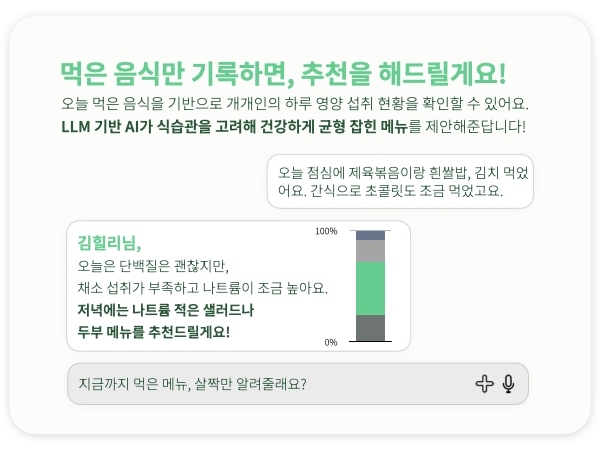 먹은 음식만 기록하면, 추천을 해드릴게요!
오늘 먹은 음식을 기반으로 개개인의 하루 영양 섭취 현황을 확인할 수 있어요.
LLM 기반 AI가 식습관을 고려해 건강하게 균형 잡힌 메뉴를 제안해준답니다!
오늘 점심에 제육볶음이랑 흰쌀밥, 김치 먹었
어요. 간식으로 초콜릿도 조금 먹었고요.
김힐리님,
오늘은 단백질은 괜찮지만,
채소 섭취가 부족하고 나트륨이 조금 높아요.
저녁에는 나트륨 적은 샐러드나
두부 메뉴를 추천드릴게요!
100%
0%
지금까지 먹은 메뉴, 살짝만 알려줄래요?